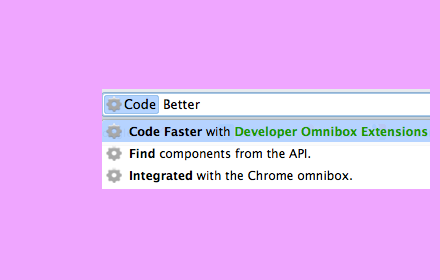 Code Better
Code Faster with Developer Omnibox Extensions
Find components from the API.
Integrated with the Chrome omnibox.